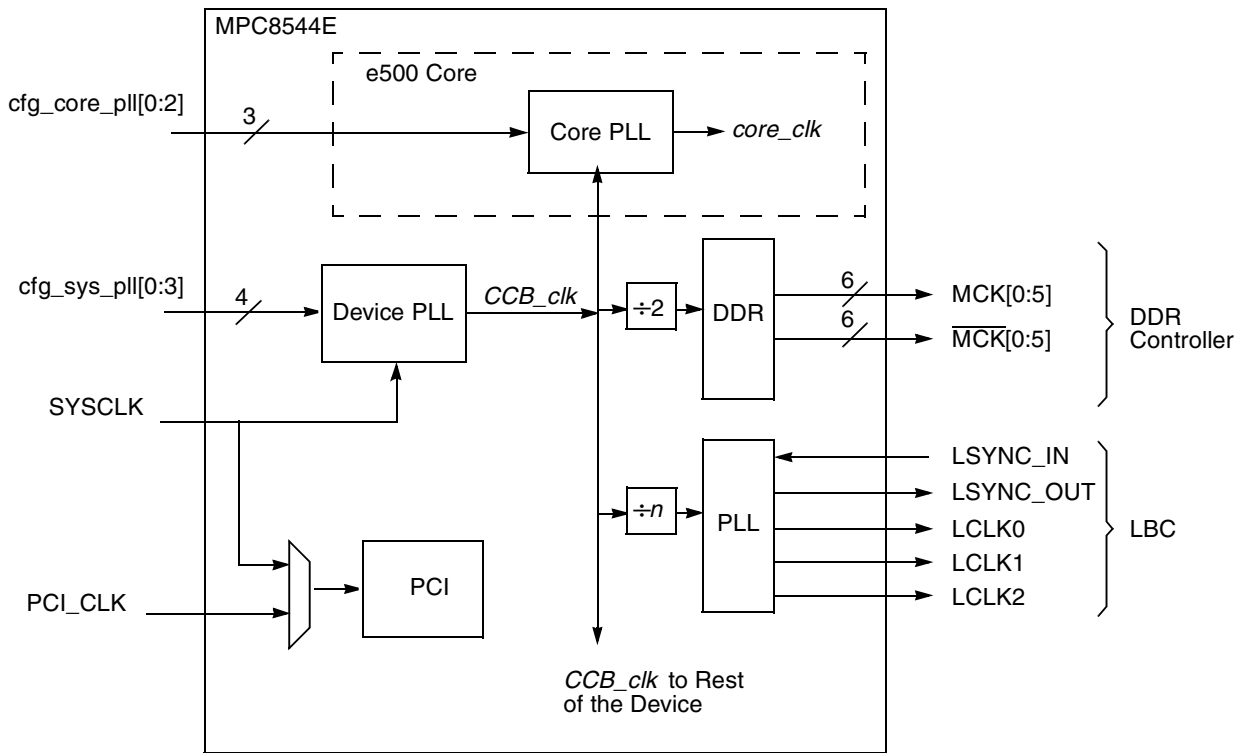 MPC8544E
e500 Core
cfg_core_pll[0:2]
3
Core PLL
core_clk
cfg_sys_pll[0:3]
4
Device PLL
CCB_clk
÷2
DDR
6
MCK[0:5]
6
M̅C̅K̅[0:5]
DDR
Controller
SYSCLK
LSYNC_IN
LSYNC_OUT
÷n
PLL
LCLK0
LBC
LCLK1
LCLK2
PCI_CLK
PCI
CCB_clk to Rest
of the Device